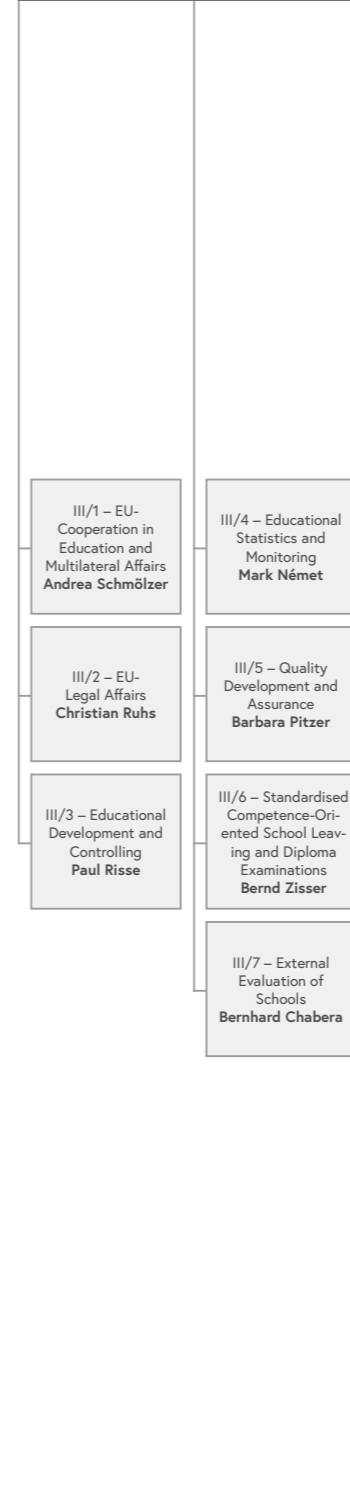 III/1 – EU-
Cooperation in
Education and
Multilateral Affairs
Andrea Schmölzer
III/2 – EU-
Legal Affairs
Christian Ruhs
III/3 – Educational
Development and
Controlling
Paul Risse
III/4 – Educational
Statistics and
Monitoring
Mark Német
III/5 – Quality
Development and
Assurance
Barbara Pitzer
III/6 – Standardised
Competence-Ori-
ented School Leav-
ing and Diploma
Examinations
Bernd Zisser
III/7 – External
Evaluation of
Schools
Bernhard Chabera